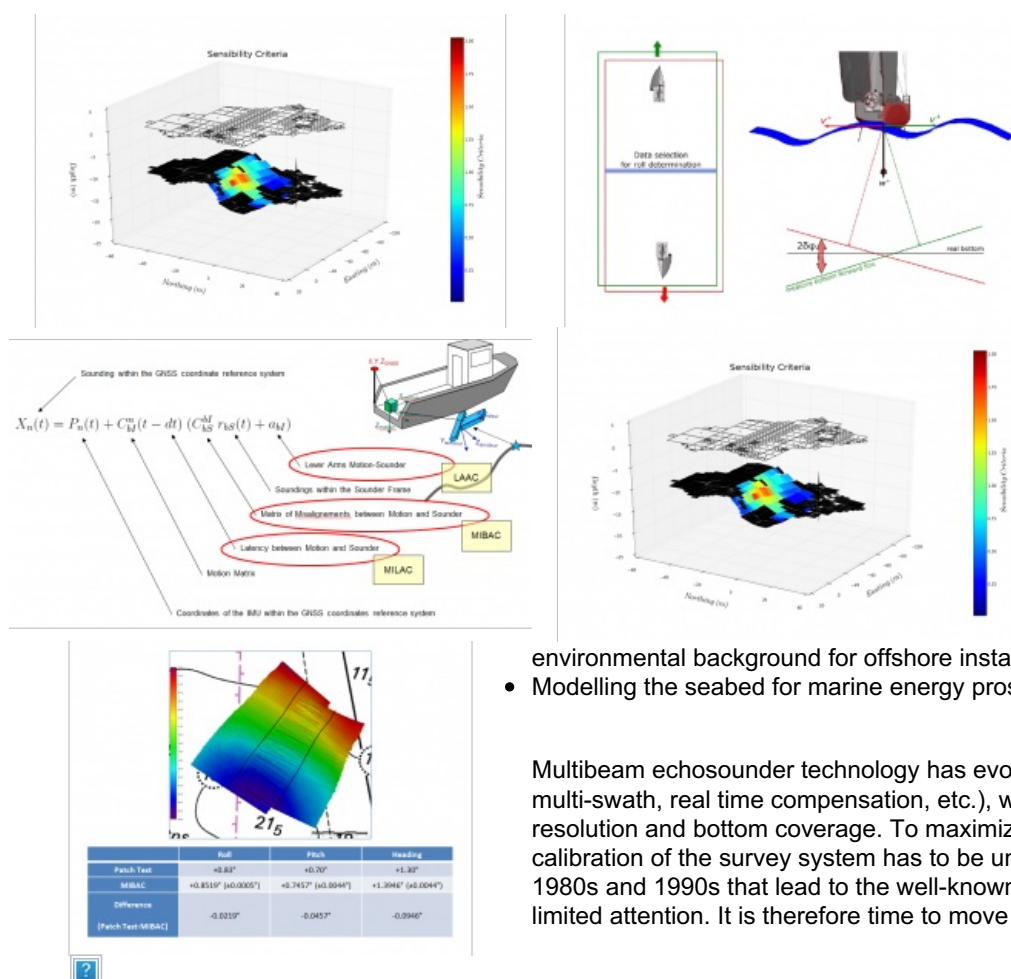 Sensibility Criteria
Depth (m)
Northing (m)
Easting (m)
Sensibility Criteria
Data selection
for roll determination
real bottom
Sounding within the GNSS coordinate reference system
Lever Arms Motion-Sounder
LAAC
Soundings within the Sounder Frame
Matrix of Misalignements between Motion and Sounder
MIBAC
Latency between Motion and Sounder
MILAC
Motion Matrix
Coordinates of the IMU within the GNSS coordinates reference system
Sensibility Criteria
Depth (m)
Northing (m)
Easting (m)
Sensibility Criteria
environmental background for offshore insta
• Modelling the seabed for marine energy pros
Multibeam echosounder technology has evo
multi-swath, real time compensation, etc.), w
resolution and bottom coverage. To maximiz
calibration of the survey system has to be un
1980s and 1990s that lead to the well-known
limited attention. It is therefore time to move
21₅
Roll Pitch Heading
Patch Test +0.83° +0.70° +1.30°
MIBAC +0.8519° (±0.0005°) +0.7457° (±0.0044°) +1.3946° (±0.0044°)
Difference
(Patch Test-MIBAC) -0.0219° -0.0457° -0.0946°
?